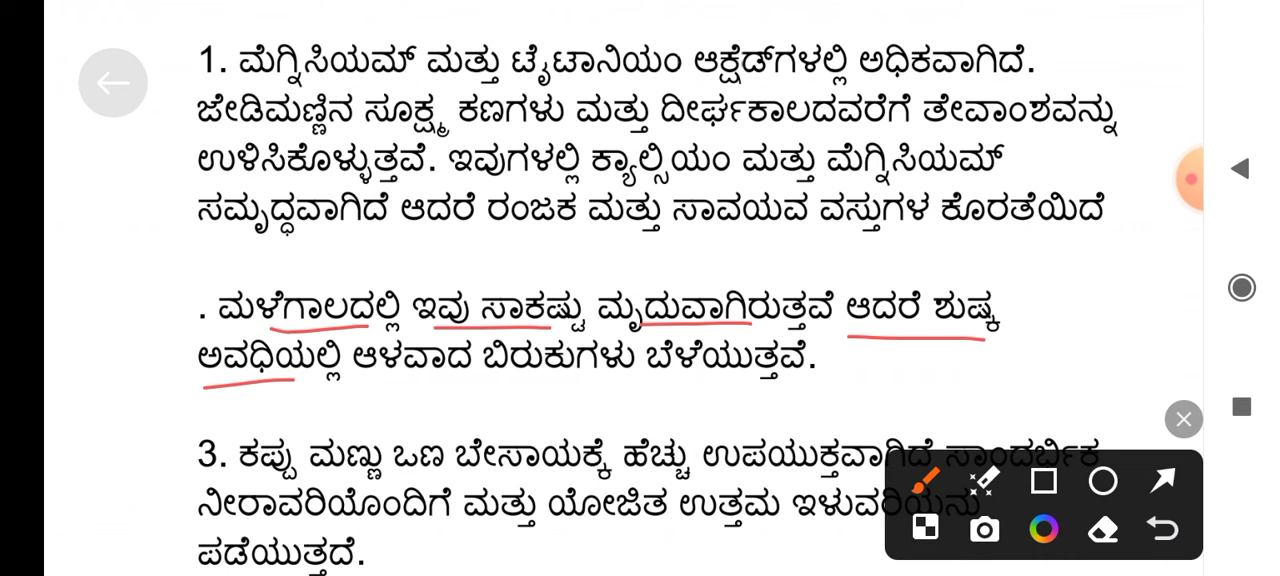 1. ಮೆಗ್ನಿಸಿಯಮ್ ಮತ್ತು ಟೈಟಾನಿಯಂ ಆಕ್ಷೆಡ್‌ಗಳಲ್ಲಿ ಅಧಿಕವಾಗಿದೆ.
ಜೇಡಿಮಣ್ಣಿನ ಸೂಕ್ಷ್ಮ ಕಣಗಳು ಮತ್ತು ದೀರ್ಘಕಾಲದವರೆಗೆ ತೇವಾಂಶವನ್ನು
ಉಳಿಸಿಕೊಳ್ಳುತ್ತವೆ. ಇವುಗಳಲ್ಲಿ ಕ್ಯಾಲ್ಸಿಯಂ ಮತ್ತು ಮೆಗ್ನಿಸಿಯಮ್
ಸಮೃದ್ಧವಾಗಿದೆ ಆದರೆ ರಂಜಕ ಮತ್ತು ಸಾವಯವ ವಸ್ತುಗಳ ಕೊರತೆಯಿದೆ
. ಮಳೆಗಾಲದಲ್ಲಿ ಇವು ಸಾಕಷ್ಟು ಮೃದುವಾಗಿರುತ್ತವೆ ಆದರೆ ಶುಷ್ಕ
ಅವಧಿಯಲ್ಲಿ ಆಳವಾದ ಬಿರುಕುಗಳು ಬೆಳೆಯುತ್ತವೆ.
3. ಕಪ್ಪು ಮಣ್ಣು ಒಣ ಬೇಸಾಯಕ್ಕೆ ಹೆಚ್ಚು ಉಪಯುಕ್ತವಾಗಿದೆ ಸಾಂದರ್ಭಿಕ
ನೀರಾವರಿಯೊಂದಿಗೆ ಮತ್ತು ಯೋಜಿತ ಉತ್ತಮ ಇಳುವರಿಯನು
ಪಡೆಯುತ್ತದೆ.